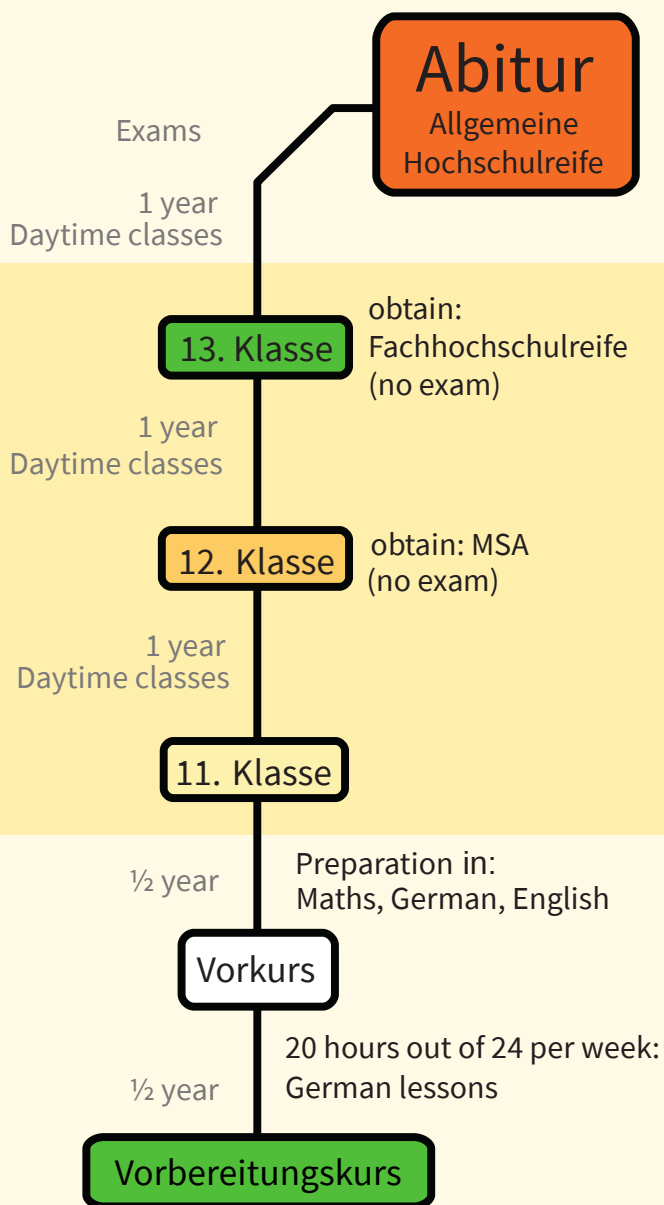 Abitur
Allgemeine
Hochschulreife
Exams
1 year
Daytime classes
13. Klasse
obtain:
Fachhochschulreife
(no exam)
1 year
Daytime classes
12. Klasse
obtain: MSA
(no exam)
1 year
Daytime classes
11. Klasse
½ year
Preparation in:
Maths, German, English
Vorkurs
½ year
20 hours out of 24 per week:
German lessons
Vorbereitungskurs